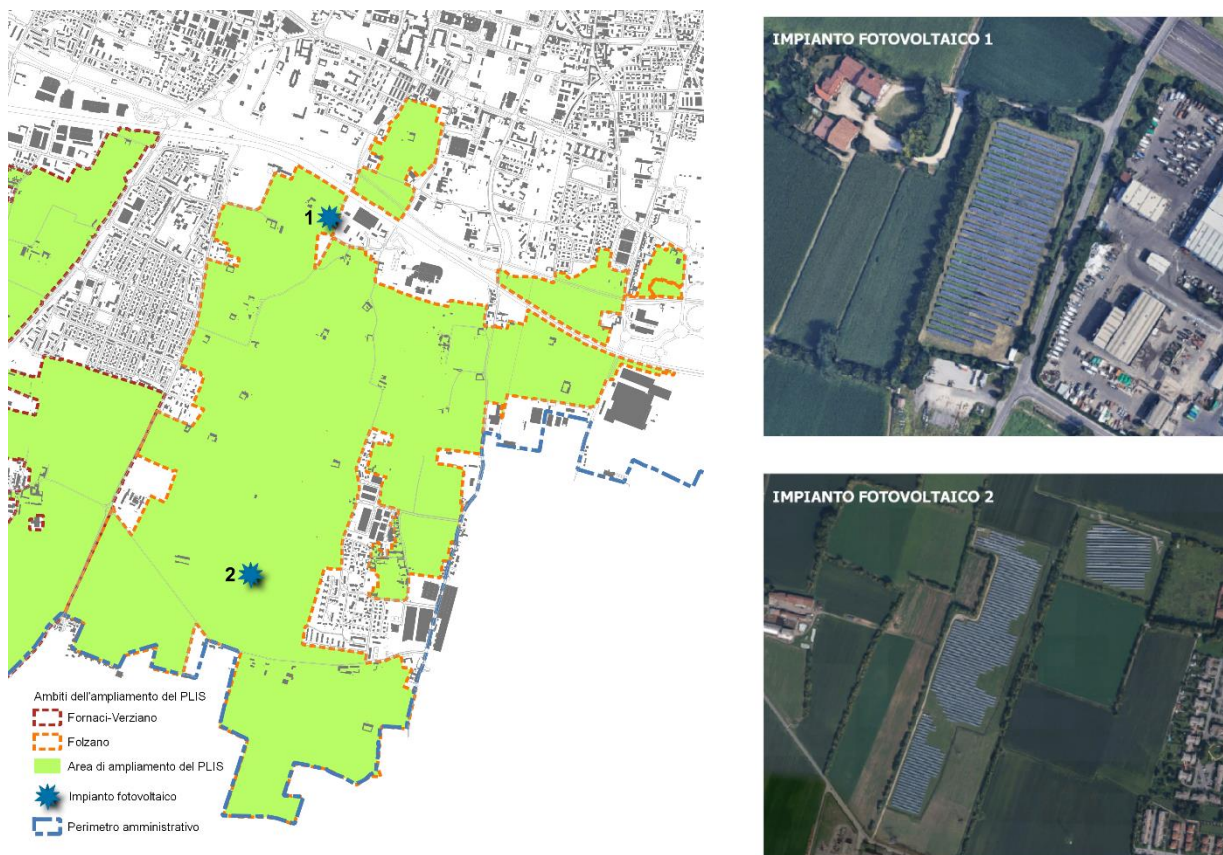 1
2
Ambiti dell'ampliamento del PLIS
Fornaci-Verziano
Folzano
Area di ampliamento del PLIS
Impianto fotovoltaico
Perimetro amministrativo
IMPIANTO FOTOVOLTAICO 1
IMPIANTO FOTOVOLTAICO 2